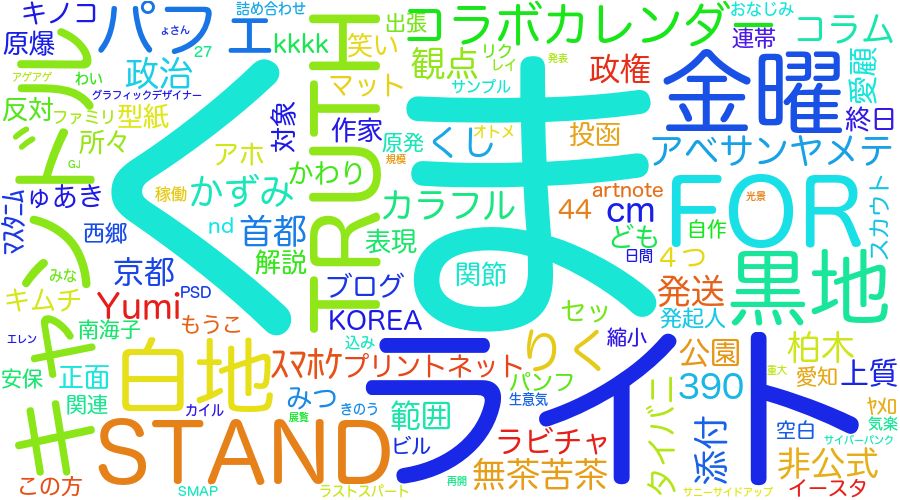 キノコ
パフェ
詰め合わせ
出張
コラボカレンダー
おなじみ
コラム
原爆
ょさん
27
kkkk
笑い
観点
リク
レイ
発表
連帯
アゲアゲ
わい
政治
マット
サンプル
政権
金曜
愛顧
グラフィックデザイナー
反対
ファミリ
型紙
対象
作家
原発
くじ
オトメ
投函
終日
キャンドル
所々
アホ
かわり
規模
アベサンヤメテ
GJ
く
TRUTH
ま
マスタニム
ゅあき
稼働
かずみ
カラフル
artnote
FOR
光景
スカウト
西郷
nd
首都
表現
44
cm
ども
自作
みな
京都
解説
関節
日間
4つ
黒地
キムチ
PSD
Yumi
ブログ
発送
南海子
もうこ
KOREA
セッ
発起人
エレン
白地
込み
りく
縮小
公園
柏木
安保
正面
スマホケ
プリントネット
ライト
重大
愛知
上質
関連
カイル
みつ
きのう
パンフ
生意気
390
ヤメロ
STAND
展覧
範囲
ビル
ラビチャ
タイバニ
添付
空白
気楽
サイバーパンク
この方
SMAP
ラストスパート
再開
無茶苦茶
サニーサイドアップ
非公式
イースタ